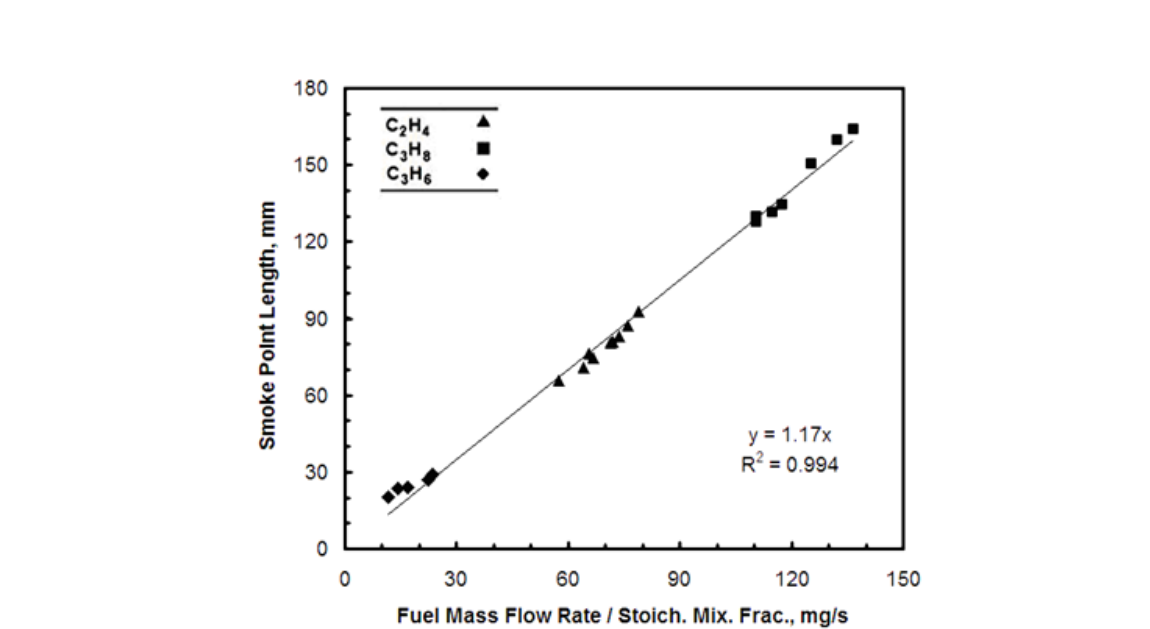 180
C₂H₄ ▲
C₃H₈ ■
C₃H₆ ◆
150
120
90
60
30
0
Smoke Point Length, mm
y = 1.17x
R² = 0.994
0 30 60 90 120 150
Fuel Mass Flow Rate / Stoich. Mix. Frac., mg/s